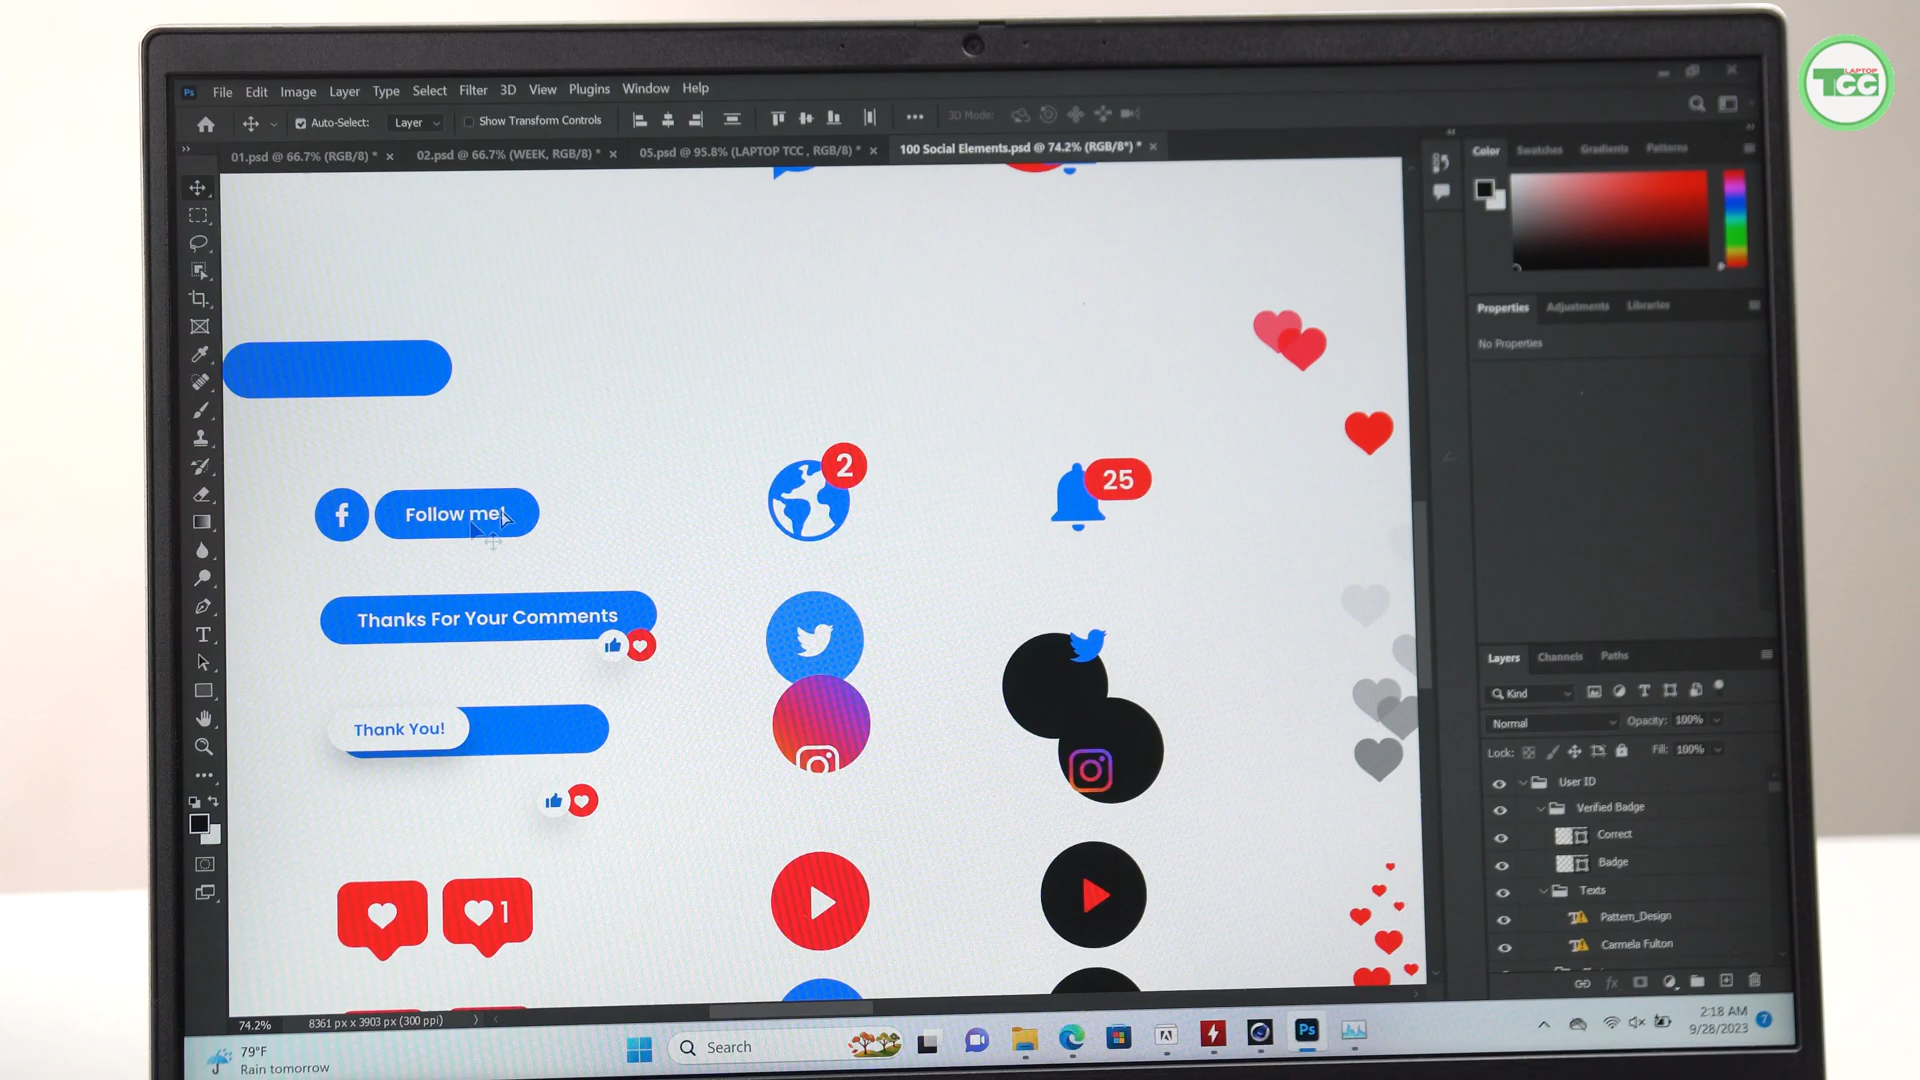 LAPTOP
TCC
Ps File Edit Image Layer Type Select Filter 3D View Plugins Window Help
Auto-Select: Layer Show Transform Controls 3D Mode:
01.psd @ 66.7% (RGB/8) * × 02.psd @ 66.7% (WEEK, RGB/8) * × 05.psd @ 95.8% (LAPTOP TCC , RGB/8) * × 100 Social Elements.psd @ 74.2% (RGB/8*) * ×
Color Swatches Gradients Patterns
Properties Adjustments Libraries
No Properties
2
25
f Follow me!
Thanks For Your Comments
Thank You!
1
Layers Channels Paths
Kind
Normal Opacity: 100%
Lock: Fill: 100%
User ID
Verified Badge
Correct
Badge
Texts
Pattern_Design
Carmela Fulton
fx
74.2% 8361 px x 3903 px (300 ppi)
79°F
Rain tomorrow
Search
Ps
2:18 AM
9/28/2023
7